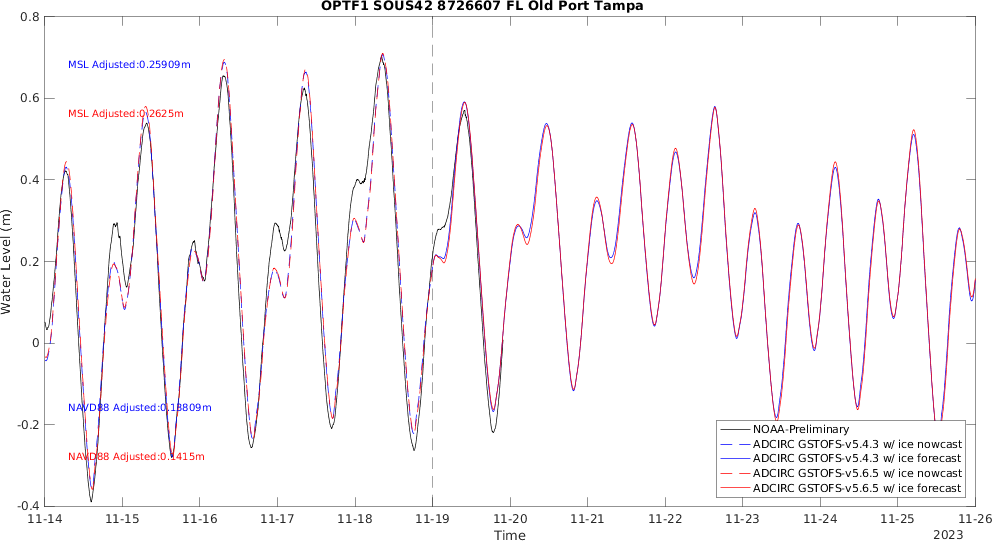 OPTF1 SOUS42 8726607 FL Old Port Tampa
0.8
0.6
0.4
0.2
0
-0.2
-0.4
Water Level (m)
MSL Adjusted:0.25909m
MSL Adjusted:0.2625m
NAVD88 Adjusted:0.13809m
NAVD88 Adjusted:0.1415m
NOAA-Preliminary
ADCIRC GSTOFS-v5.4.3 w/ ice nowcast
ADCIRC GSTOFS-v5.4.3 w/ ice forecast
ADCIRC GSTOFS-v5.6.5 w/ ice nowcast
ADCIRC GSTOFS-v5.6.5 w/ ice forecast
11-14 11-15 11-16 11-17 11-18 11-19 11-20 11-21 11-22 11-23 11-24 11-25 11-26
Time
2023